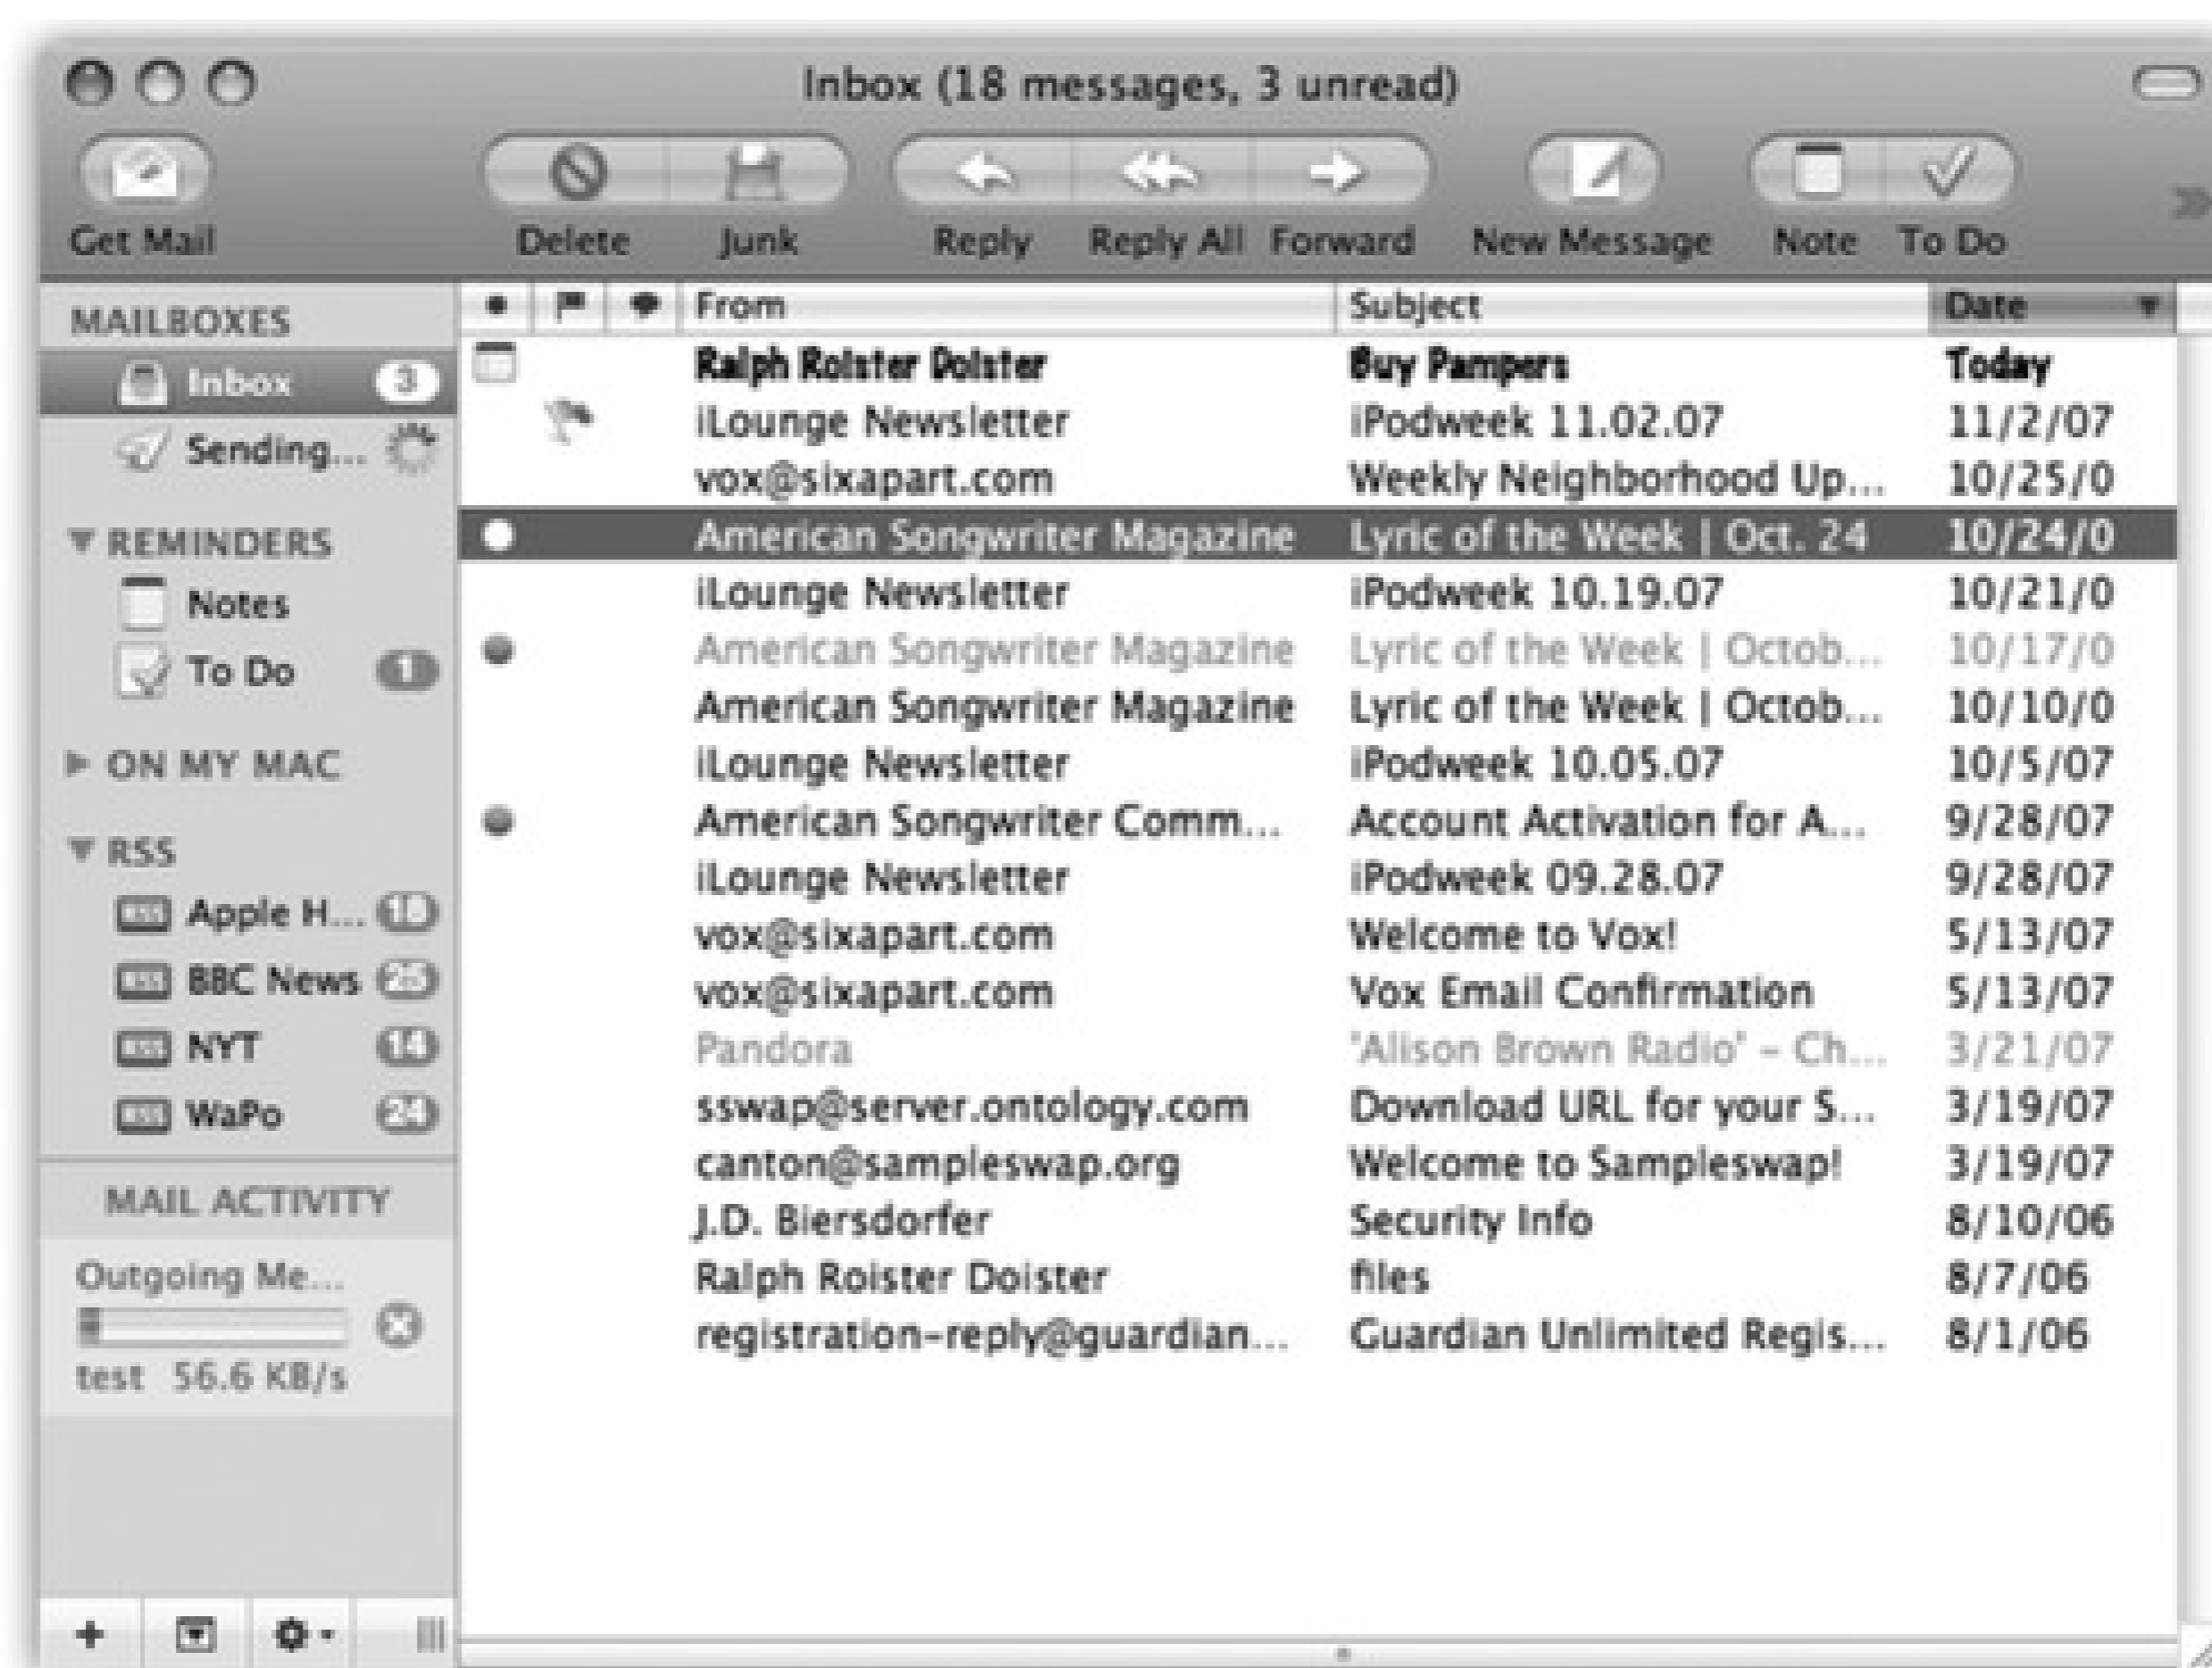 Inbox (18 messages, 3 unread)
Get Mail Delete Junk Reply Reply All Forward New Message Note To Do
MAILBOXES
Inbox 3
Sending...
REMINDERS
Notes
To Do 1
ON MY MAC
RSS
Apple H...
BBC News
NYT 14
WaPo 24
MAIL ACTIVITY
Outgoing Me...
test 56.6 KB/s
From Subject Date
Ralph Roister Doister Buy Pampers Today
iLounge Newsletter iPodweek 11.02.07 11/2/07
vox@sixapart.com Weekly Neighborhood Up... 10/25/0
American Songwriter Magazine Lyric of the Week | Oct. 24 10/24/0
iLounge Newsletter iPodweek 10.19.07 10/21/0
American Songwriter Magazine Lyric of the Week | Octob... 10/17/0
American Songwriter Magazine Lyric of the Week | Octob... 10/10/0
iLounge Newsletter iPodweek 10.05.07 10/5/07
American Songwriter Comm... Account Activation for A... 9/28/07
iLounge Newsletter iPodweek 09.28.07 9/28/07
vox@sixapart.com Welcome to Vox! 5/13/07
vox@sixapart.com Vox Email Confirmation 5/13/07
Pandora 'Alison Brown Radio' – Ch... 3/21/07
sswap@server.ontology.com Download URL for your S... 3/19/07
canton@sampleswap.org Welcome to Sampleswap! 3/19/07
J.D. Biersdorfer Security Info 8/10/06
Ralph Roister Doister files 8/7/06
registration-reply@guardian... Guardian Unlimited Regis... 8/1/06